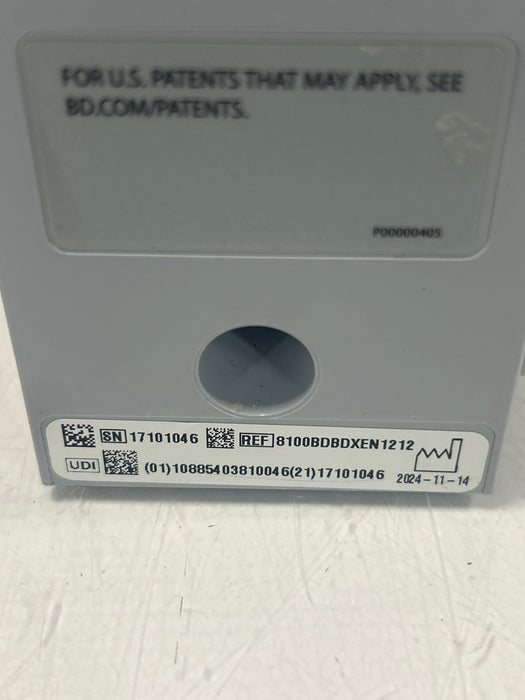 FOR U.S. PATENTS THAT MAY APPLY, SEE
BD.COM/PATENTS.
P00000405
SN 17101046 REF 8100BDBDXEN1212
UDI (01)10885403810046(21)17101046 2024-11-14